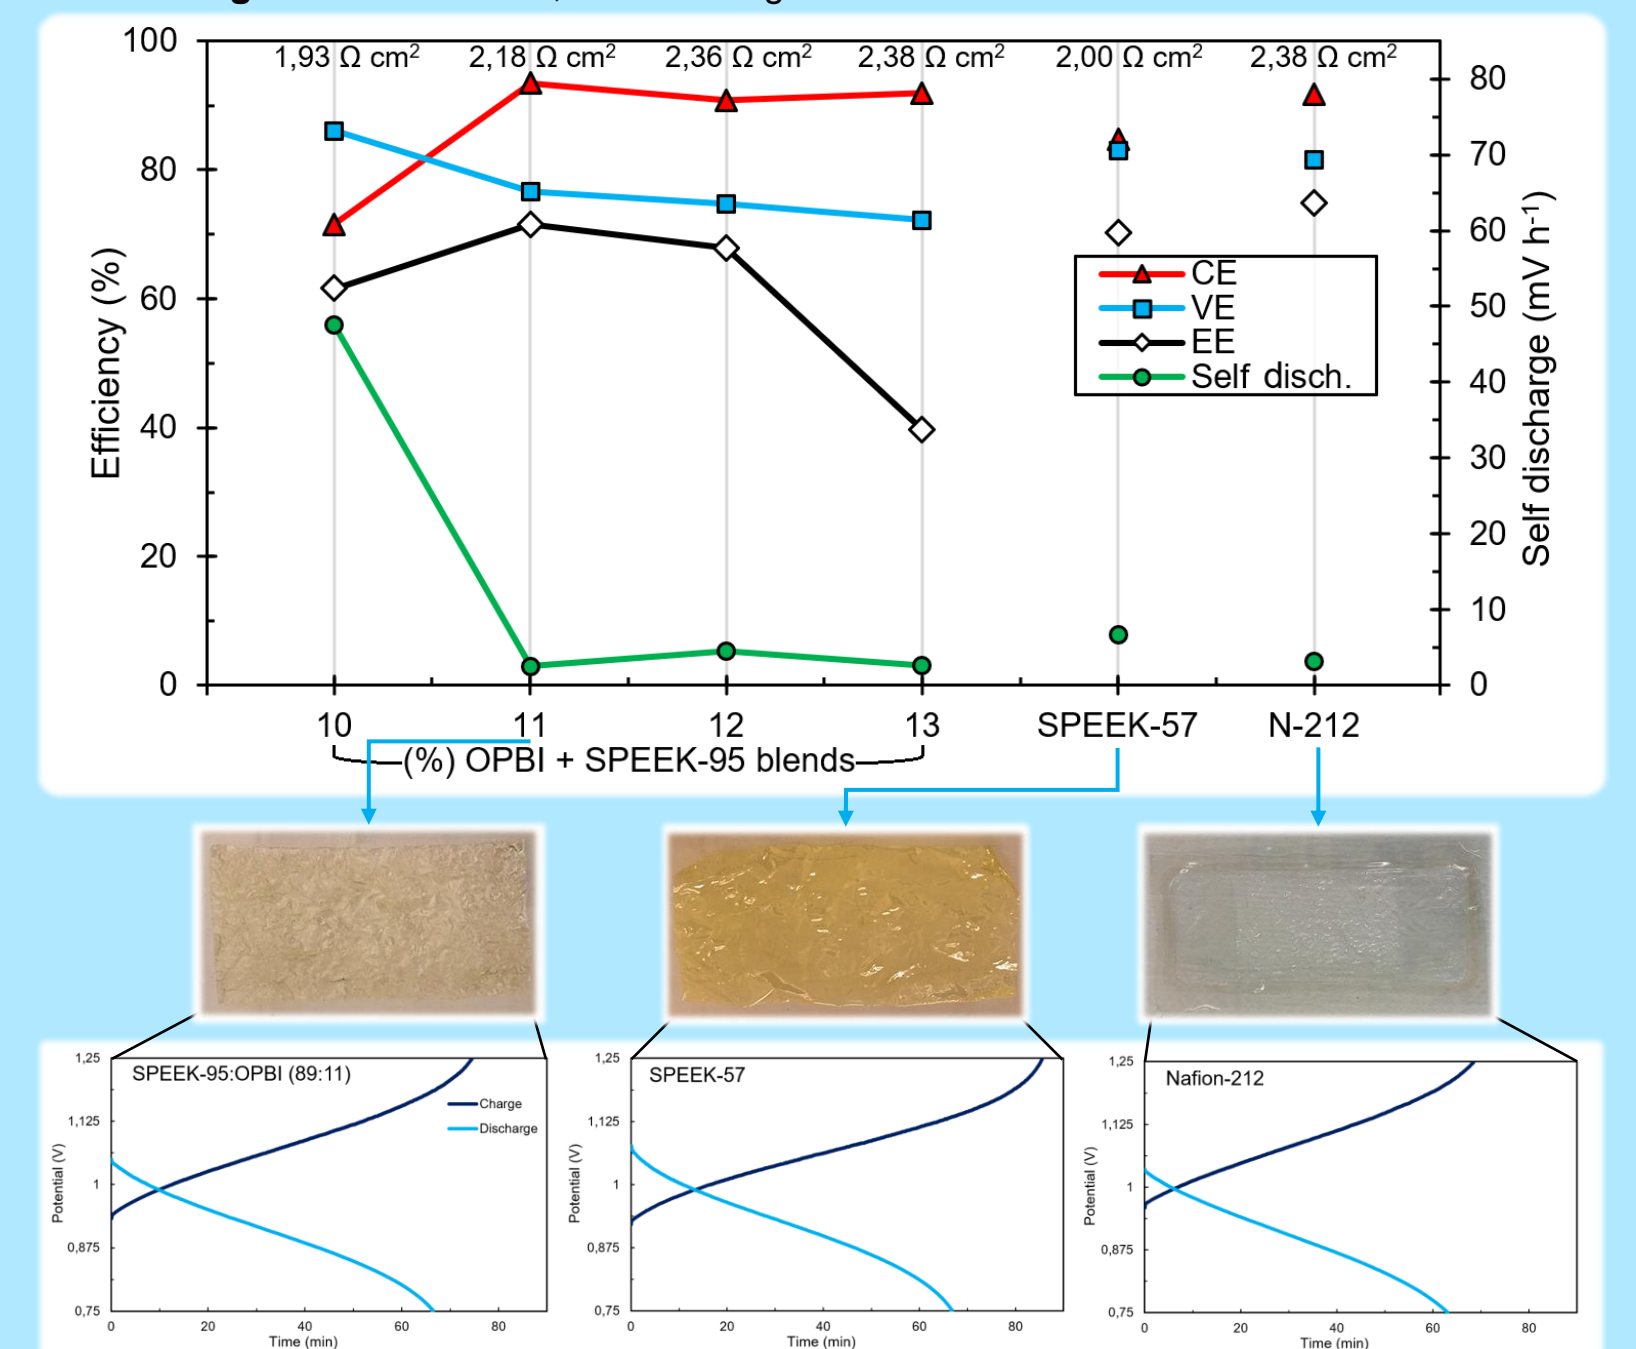 1,93 Ω cm² 2,18 Ω cm² 2,36 Ω cm² 2,38 Ω cm² 2,00 Ω cm² 2,38 Ω cm²
100
80
60
40
20
0
Efficiency (%)
80
70
60
50
40
30
20
10
0
Self discharge (mV h⁻¹)
CE
VE
EE
Self disch.
10 11 12 13 SPEEK-57 N-212
(%) OPBI + SPEEK-95 blends
SPEEK-95:OPBI (89:11)
Charge
Discharge
1,25
1,125
1
0,875
0,75
Potential (V)
0 20 40 60 80
Time (min)
SPEEK-57
1,25
1,125
1
0,875
0,75
Potential (V)
0 20 40 60 80
Time (min)
Nafion-212
1,25
1,125
1
0,875
0,75
Potential (V)
0 20 40 60 80
Time (min)